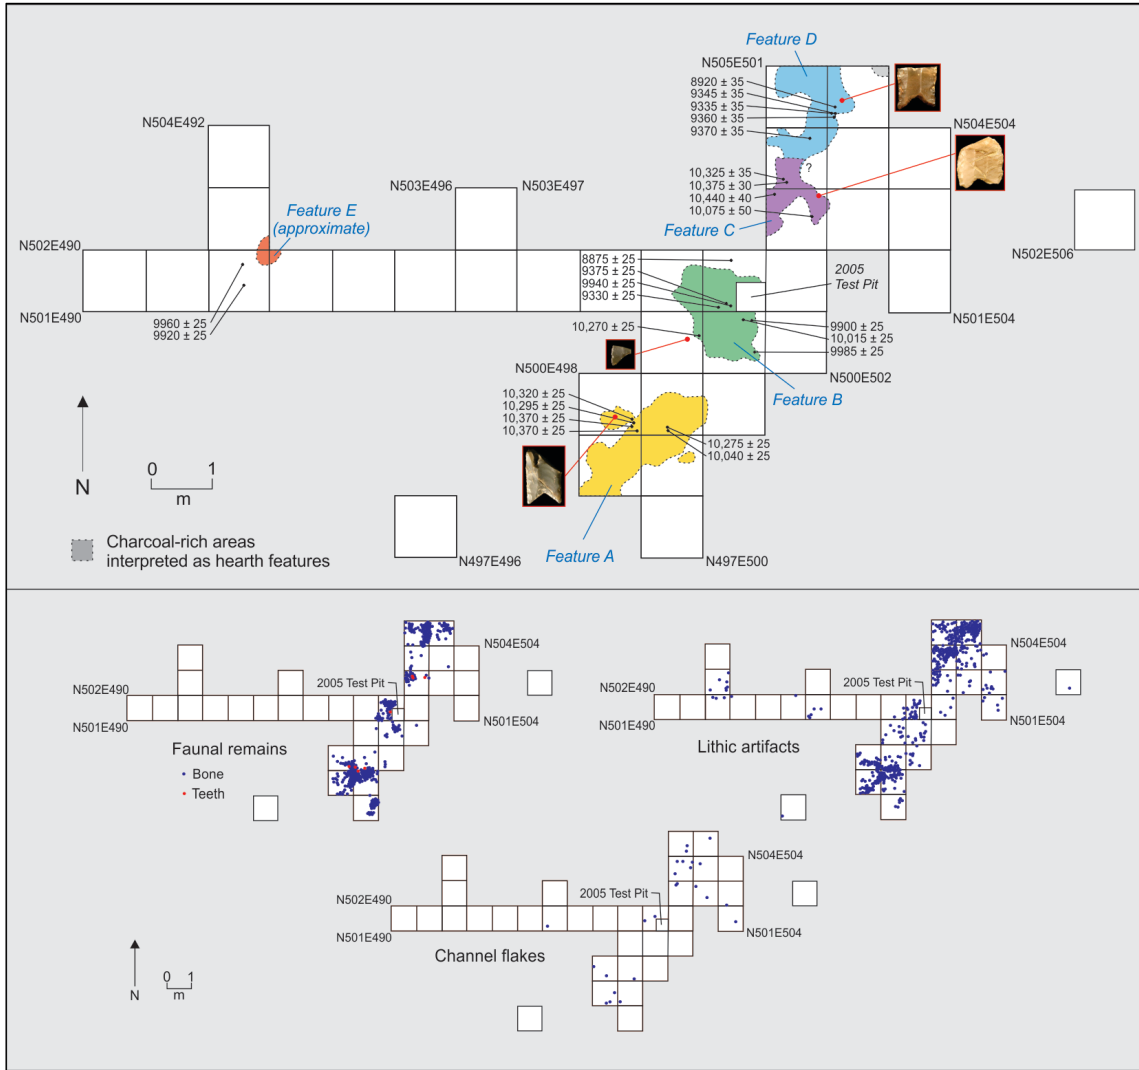 Feature D
N505E501
8920 ± 35
9345 ± 35
9335 ± 35
9360 ± 35
9370 ± 35
N504E492
N504E504
N503E496
N503E497
?
10,325 ± 35
10,375 ± 30
10,440 ± 40
10,075 ± 50
Feature E
(approximate)
Feature C
N502E490
N502E506
8875 ± 25
9375 ± 25
9940 ± 25
9330 ± 25
2005
Test Pit
N501E490
N501E504
9960 ± 25
9920 ± 25
10,270 ± 25
9900 ± 25
10,015 ± 25
9985 ± 25
N500E498
N500E502
Feature B
10,320 ± 25
10,295 ± 25
10,370 ± 25
10,370 ± 25
10,275 ± 25
10,040 ± 25
N
0 1
m
Charcoal-rich areas
interpreted as hearth features
Feature A
N497E496
N497E500
N504E504
N502E490
2005 Test Pit
N501E490
N501E504
Faunal remains
Bone
Teeth
N504E504
N502E490
2005 Test Pit
N501E490
N501E504
Lithic artifacts
N504E504
N502E490
2005 Test Pit
N501E490
N501E504
Channel flakes
N
0 1
m